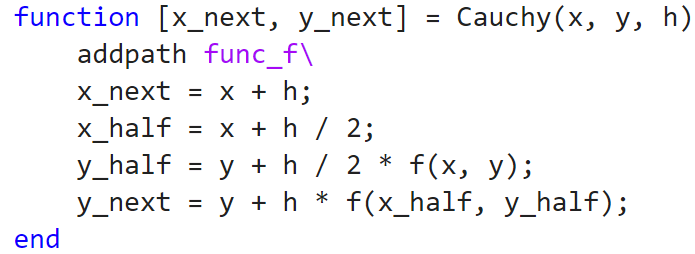 function [x_next, y_next] = Cauchy(x, y, h)
    addpath func_f\
    x_next = x + h;
    x_half = x + h / 2;
    y_half = y + h / 2 * f(x, y);
    y_next = y + h * f(x_half, y_half);
end